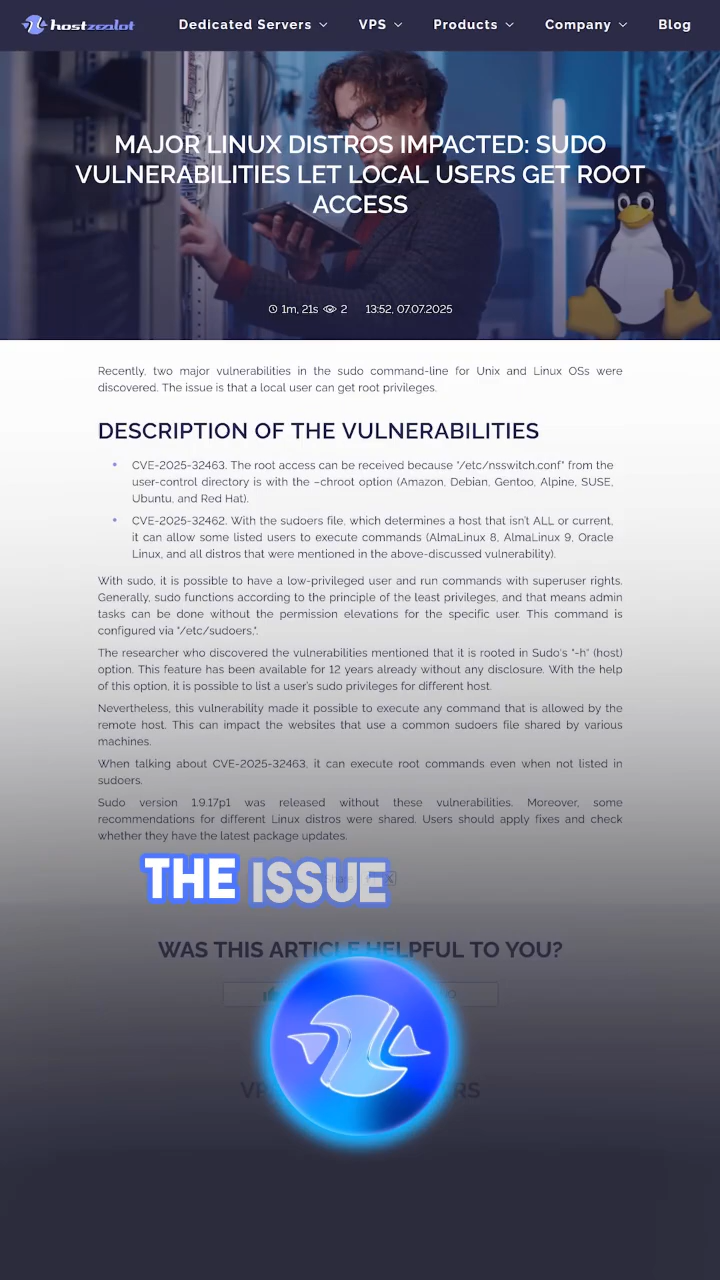 hostzealot
Dedicated Servers
VPS
Products
Company
Blog
MAJOR LINUX DISTROS IMPACTED: SUDO
VULNERABILITIES LET LOCAL USERS GET ROOT
ACCESS
1m, 21s 2 13:52, 07.07.2025
Recently, two major vulnerabilities in the sudo command-line for Unix and Linux OSs were
discovered. The issue is that a local user can get root privileges.
DESCRIPTION OF THE VULNERABILITIES
• CVE-2025-32463. The root access can be received because "/etc/nsswitch.conf" from the
user-control directory is with the –chroot option (Amazon, Debian, Gentoo, Alpine, SUSE,
Ubuntu, and Red Hat).
• CVE-2025-32462. With the sudoers file, which determines a host that isn't ALL or current,
it can allow some listed users to execute commands (AlmaLinux 8, AlmaLinux 9, Oracle
Linux, and all distros that were mentioned in the above-discussed vulnerability).
With sudo, it is possible to have a low-privileged user and run commands with superuser rights.
Generally, sudo functions according to the principle of the least privileges, and that means admin
tasks can be done without the permission elevations for the specific user. This command is
configured via "/etc/sudoers,".
The researcher who discovered the vulnerabilities mentioned that it is rooted in Sudo's "-h" (host)
option. This feature has been available for 12 years already without any disclosure. With the help
of this option, it is possible to list a user's sudo privileges for different host.
Nevertheless, this vulnerability made it possible to execute any command that is allowed by the
remote host. This can impact the websites that use a common sudoers file shared by various
machines.
When talking about CVE-2025-32463, it can execute root commands even when not listed in
sudoers.
Sudo version 1.9.17p1 was released without these vulnerabilities. Moreover, some
recommendations for different Linux distros were shared. Users should apply fixes and check
whether they have the latest package updates.
THE ISSUE
WAS THIS ARTICLE HELPFUL TO YOU?